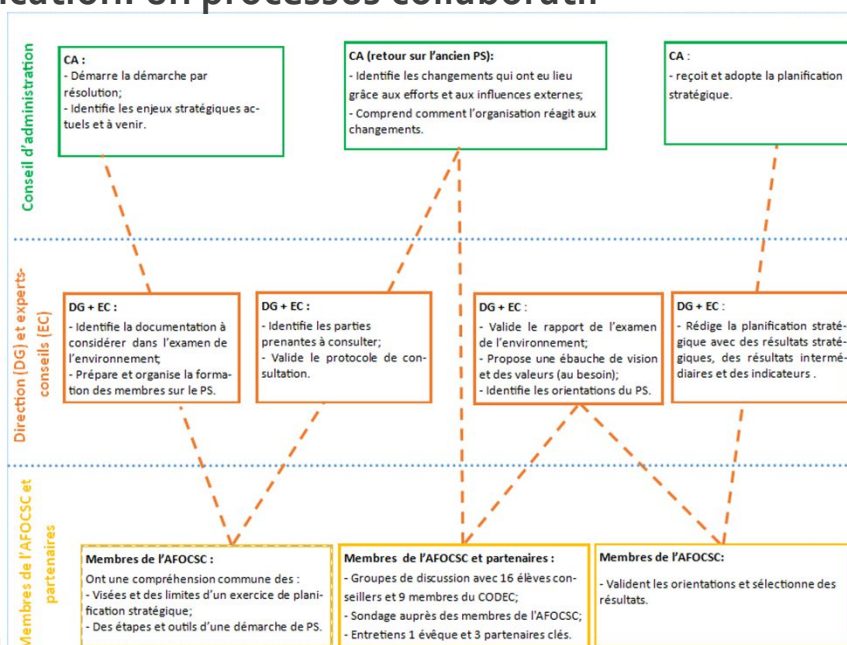 ication: un processus collaboratif
Conseil d'administration
CA :
- Démarre la démarche par
résolution;
- Identifie les enjeux stratégiques ac-
tuels et à venir.
CA (retour sur l'ancien PS):
- Identifie les changements qui ont eu lieu
grâce aux efforts et aux influences externes;
- Comprend comment l'organisation réagit aux
changements.
CA :
- reçoit et adopte la planification
stratégique.
Direction (DG) et experts-
conseils (EC)
DG + EC :
- Identifie la documentation à
considérer dans l'examen de
l'environnement;
- Prépare et organise la forma-
tion des membres sur le PS.
DG + EC :
- Identifie les parties
prenantes à consulter;
- Valide le protocole de con-
sultation.
DG + EC :
- Valide le rapport de l'examen
de l'environnement;
- Propose une ébauche de vision
et des valeurs (au besoin);
- Identifie les orientations du PS.
DG + EC :
- Rédige la planification straté-
gique avec des résultats straté-
giques, des résultats intermé-
diaires et des indicateurs .
Membres de l'AFOCSC et
partenaires
Membres de l'AFOCSC :
Ont une compréhension commune des :
- Visées et des limites d'un exercice de plani-
fication stratégique;
- Des étapes et outils d'une démarche de PS.
Membres de l'AFOCSC et partenaires :
- Groupes de discussion avec 16 élèves con-
seillers et 9 membres du CODEC;
- Sondage auprès des membres de l'AFOCSC;
- Entretiens 1 évêque et 3 partenaires clés.
Membres de l'AFOCSC:
- Valident les orientations et sélectionne des
résultats.